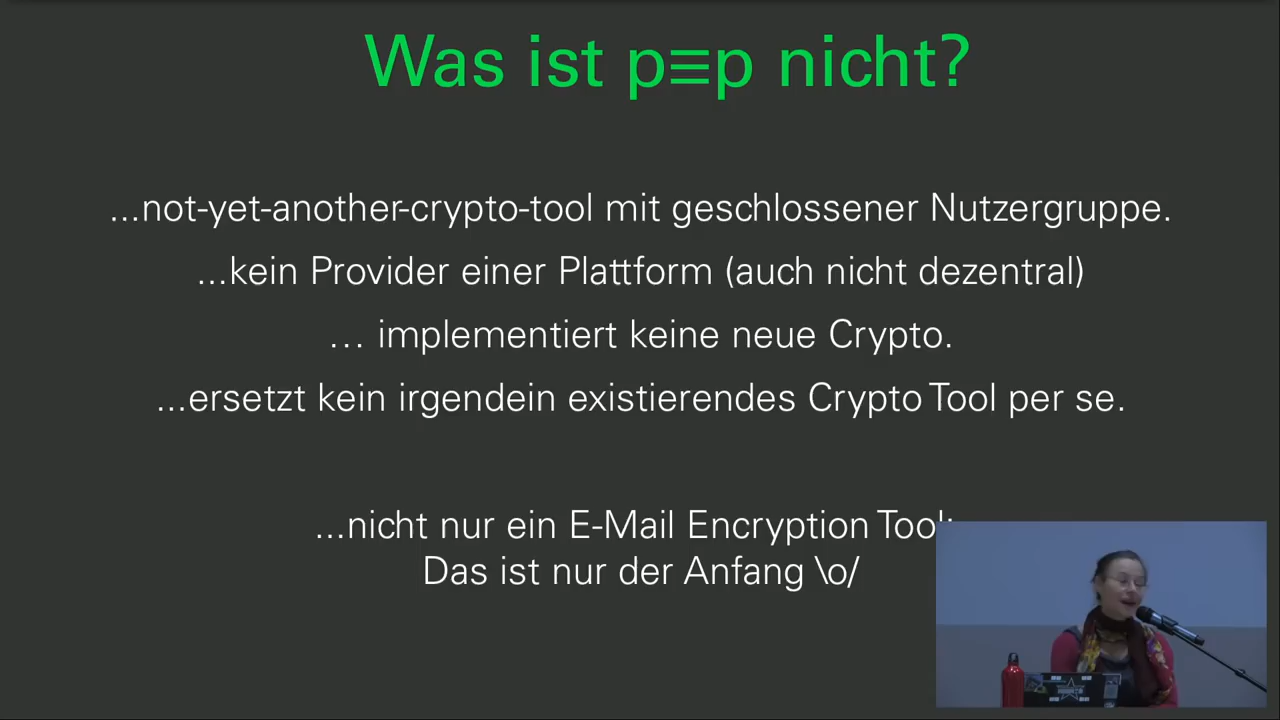 Was ist p≡p nicht?
...not-yet-another-crypto-tool mit geschlossener Nutzergruppe.
...kein Provider einer Plattform (auch nicht dezentral)
... implementiert keine neue Crypto.
...ersetzt kein irgendein existierendes Crypto Tool per se.
...nicht nur ein E-Mail Encryption Tool:
Das ist nur der Anfang \o/